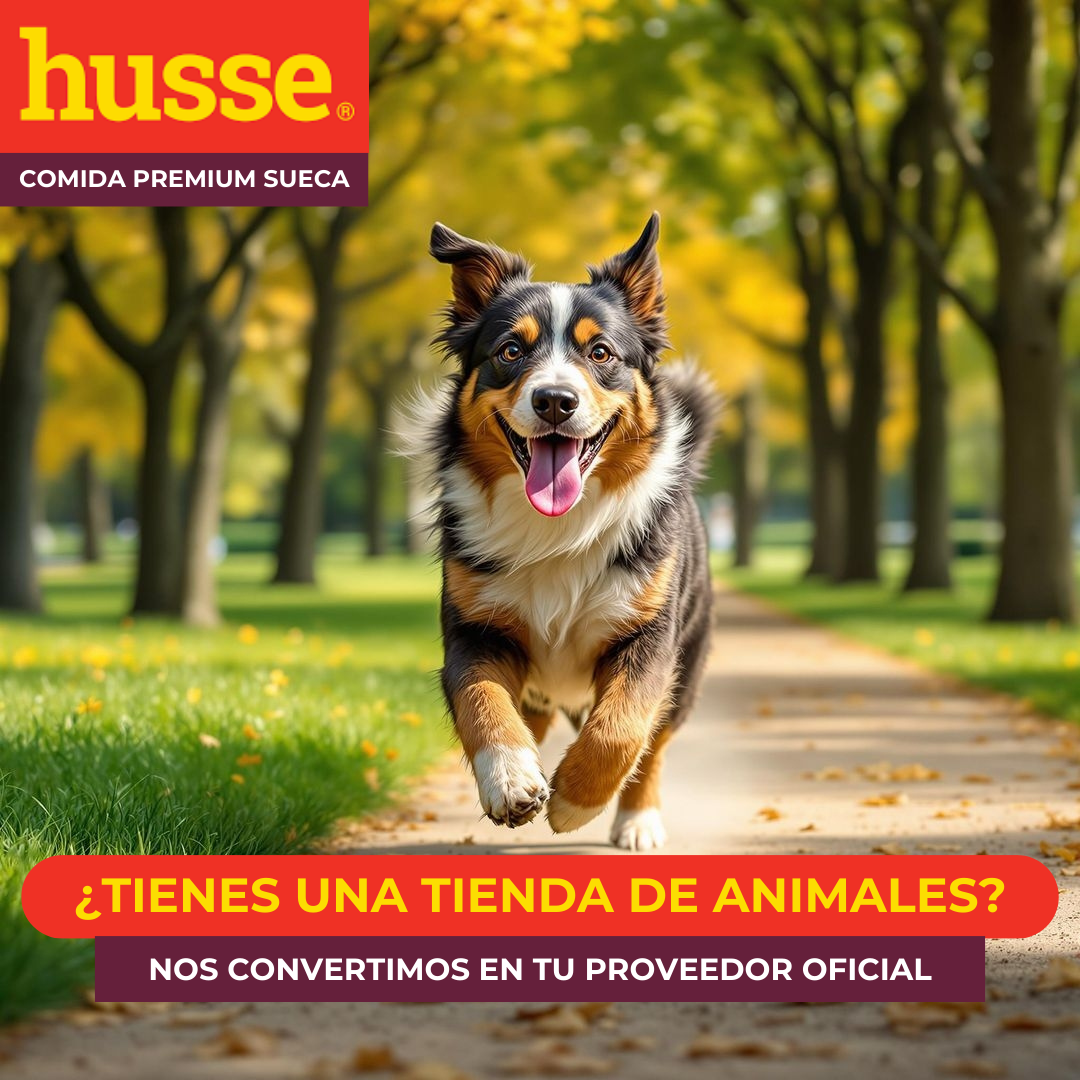 husse®
COMIDA PREMIUM SUECA
¿TIENES UNA TIENDA DE ANIMALES?
NOS CONVERTIMOS EN TU PROVEEDOR OFICIAL